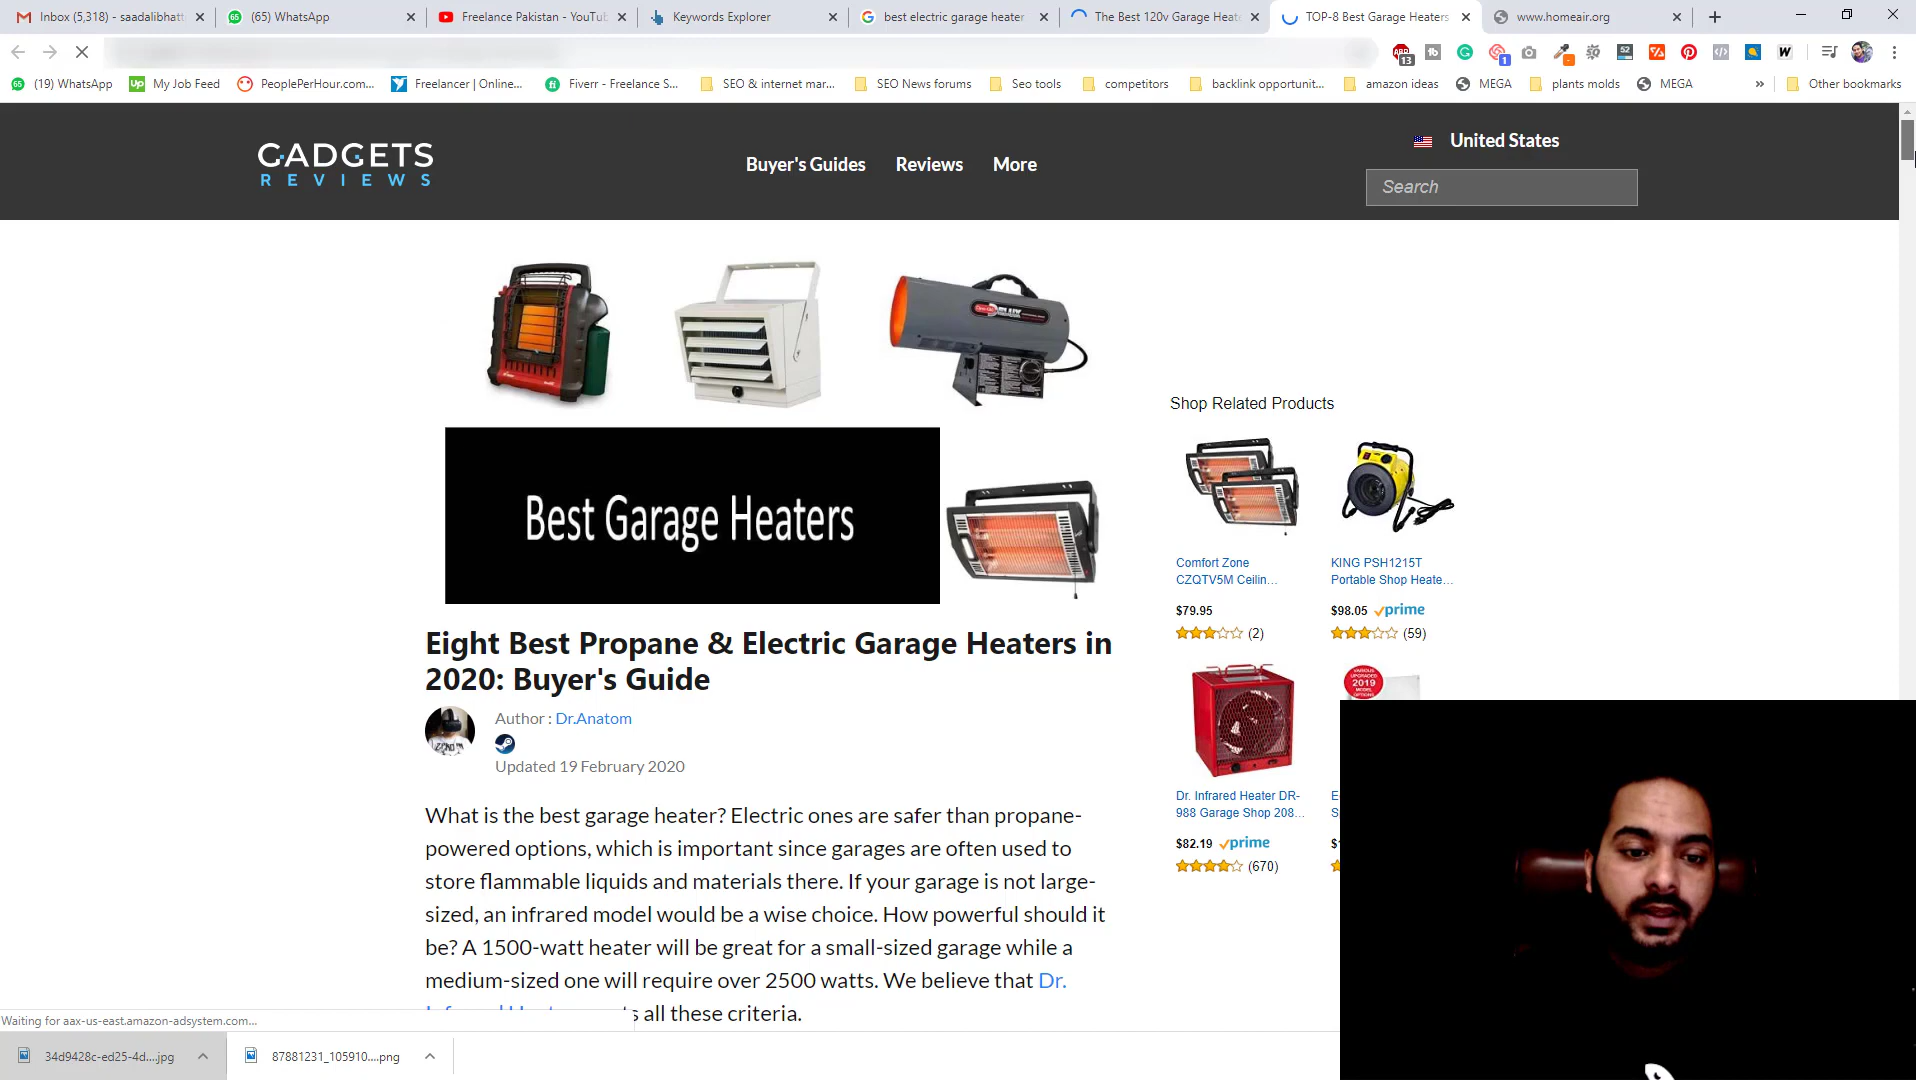 Inbox (5,318) - saadalibhatt
(65) WhatsApp
Freelance Pakistan - YouTu
Keywords Explorer
best electric garage heater
The Best 120v Garage Heat
TOP-8 Best Garage Heaters
www.homeair.org
(19) WhatsApp
My Job Feed
PeoplePerHour.com...
Freelancer | Online...
Fiverr - Freelance S...
SEO & internet mar...
SEO News forums
Seo tools
competitors
backlink opportunit...
amazon ideas
MEGA
plants molds
MEGA
Other bookmarks
GADGETS
REVIEWS
Buyer's Guides
Reviews
More
United States
Search
Best Garage Heaters
Shop Related Products
Comfort Zone
CZQTV5M Ceilin...
$79.95
(2)
KING PSH1215T
Portable Shop Heate...
$98.05 prime
(59)
VARIOUS
UPGRADED
2019
MODEL
OPTIONS
Dr. Infrared Heater DR-
988 Garage Shop 208...
$82.19 prime
(670)
Eight Best Propane & Electric Garage Heaters in
2020: Buyer's Guide
Author : Dr.Anatom
Updated 19 February 2020
What is the best garage heater? Electric ones are safer than propane-
powered options, which is important since garages are often used to
store flammable liquids and materials there. If your garage is not large-
sized, an infrared model would be a wise choice. How powerful should it
be? A 1500-watt heater will be great for a small-sized garage while a
medium-sized one will require over 2500 watts. We believe that Dr.
all these criteria.
Waiting for aax-us-east.amazon-adsystem.com...
34d9428c-ed25-4d....jpg
87881231_105910....png